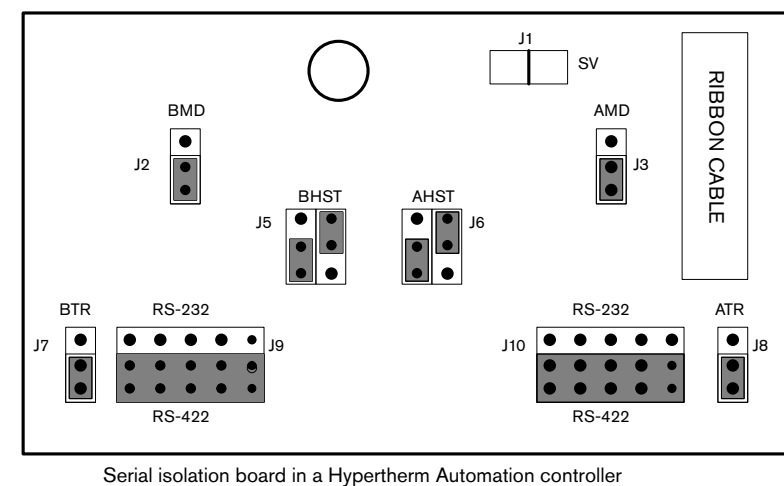 J1
SV
RIBBON CABLE
BMD
AMD
J2
J3
BHST
AHST
J5
J6
BTR
RS-232
RS-232
ATR
J7
J9
J10
J8
RS-422
RS-422
Serial isolation board in a Hypertherm Automation controller